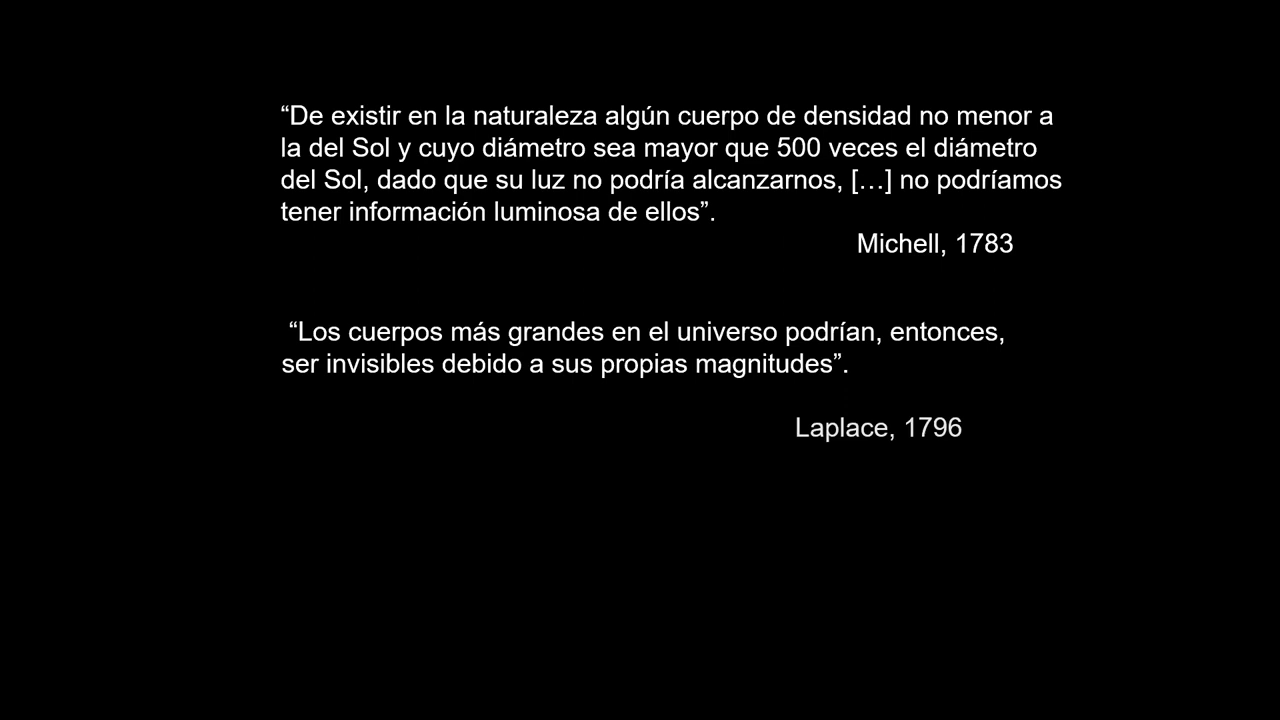 “De existir en la naturaleza algún cuerpo de densidad no menor a
la del Sol y cuyo diámetro sea mayor que 500 veces el diámetro
del Sol, dado que su luz no podría alcanzarnos, […] no podríamos
tener información luminosa de ellos”.
Michell, 1783
“Los cuerpos más grandes en el universo podrían, entonces,
ser invisibles debido a sus propias magnitudes”.
Laplace, 1796